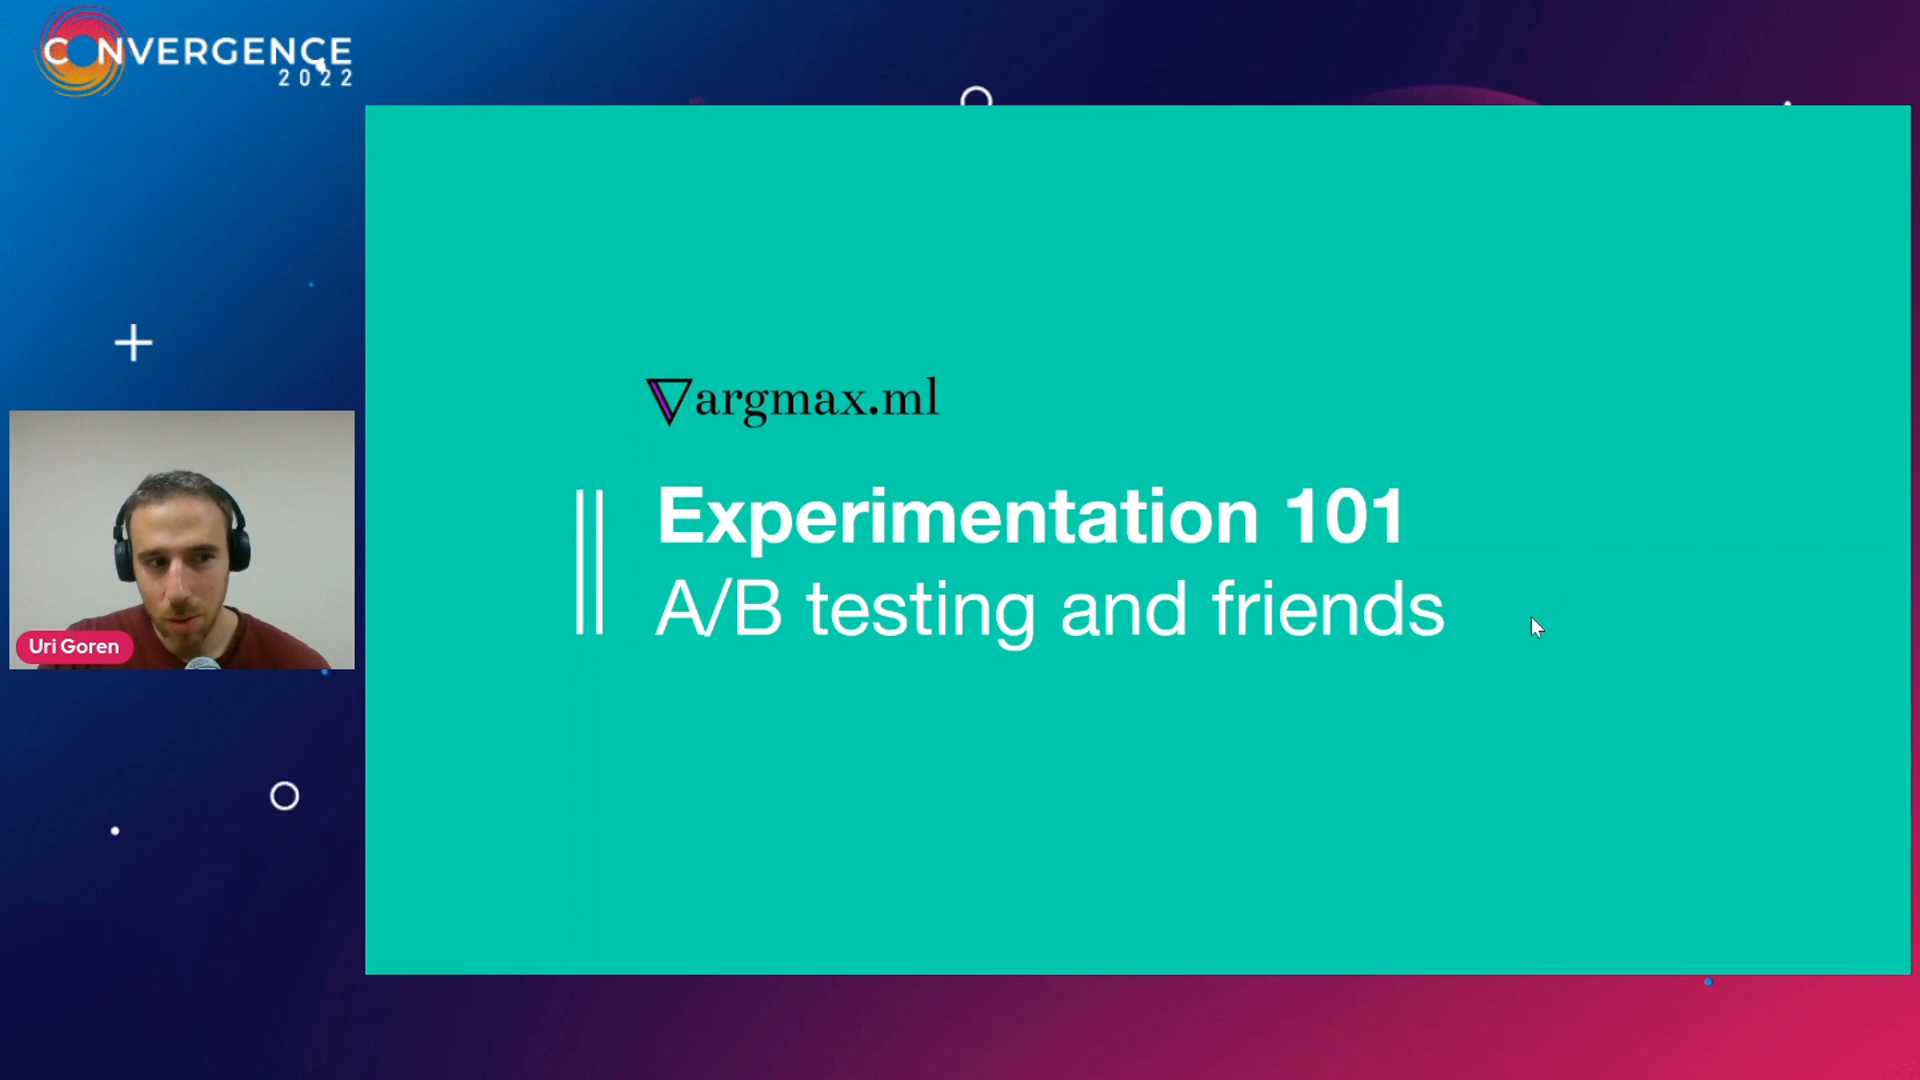 CONVERGENCE
2022
argmax.ml
Experimentation 101
A/B testing and friends
Uri Goren